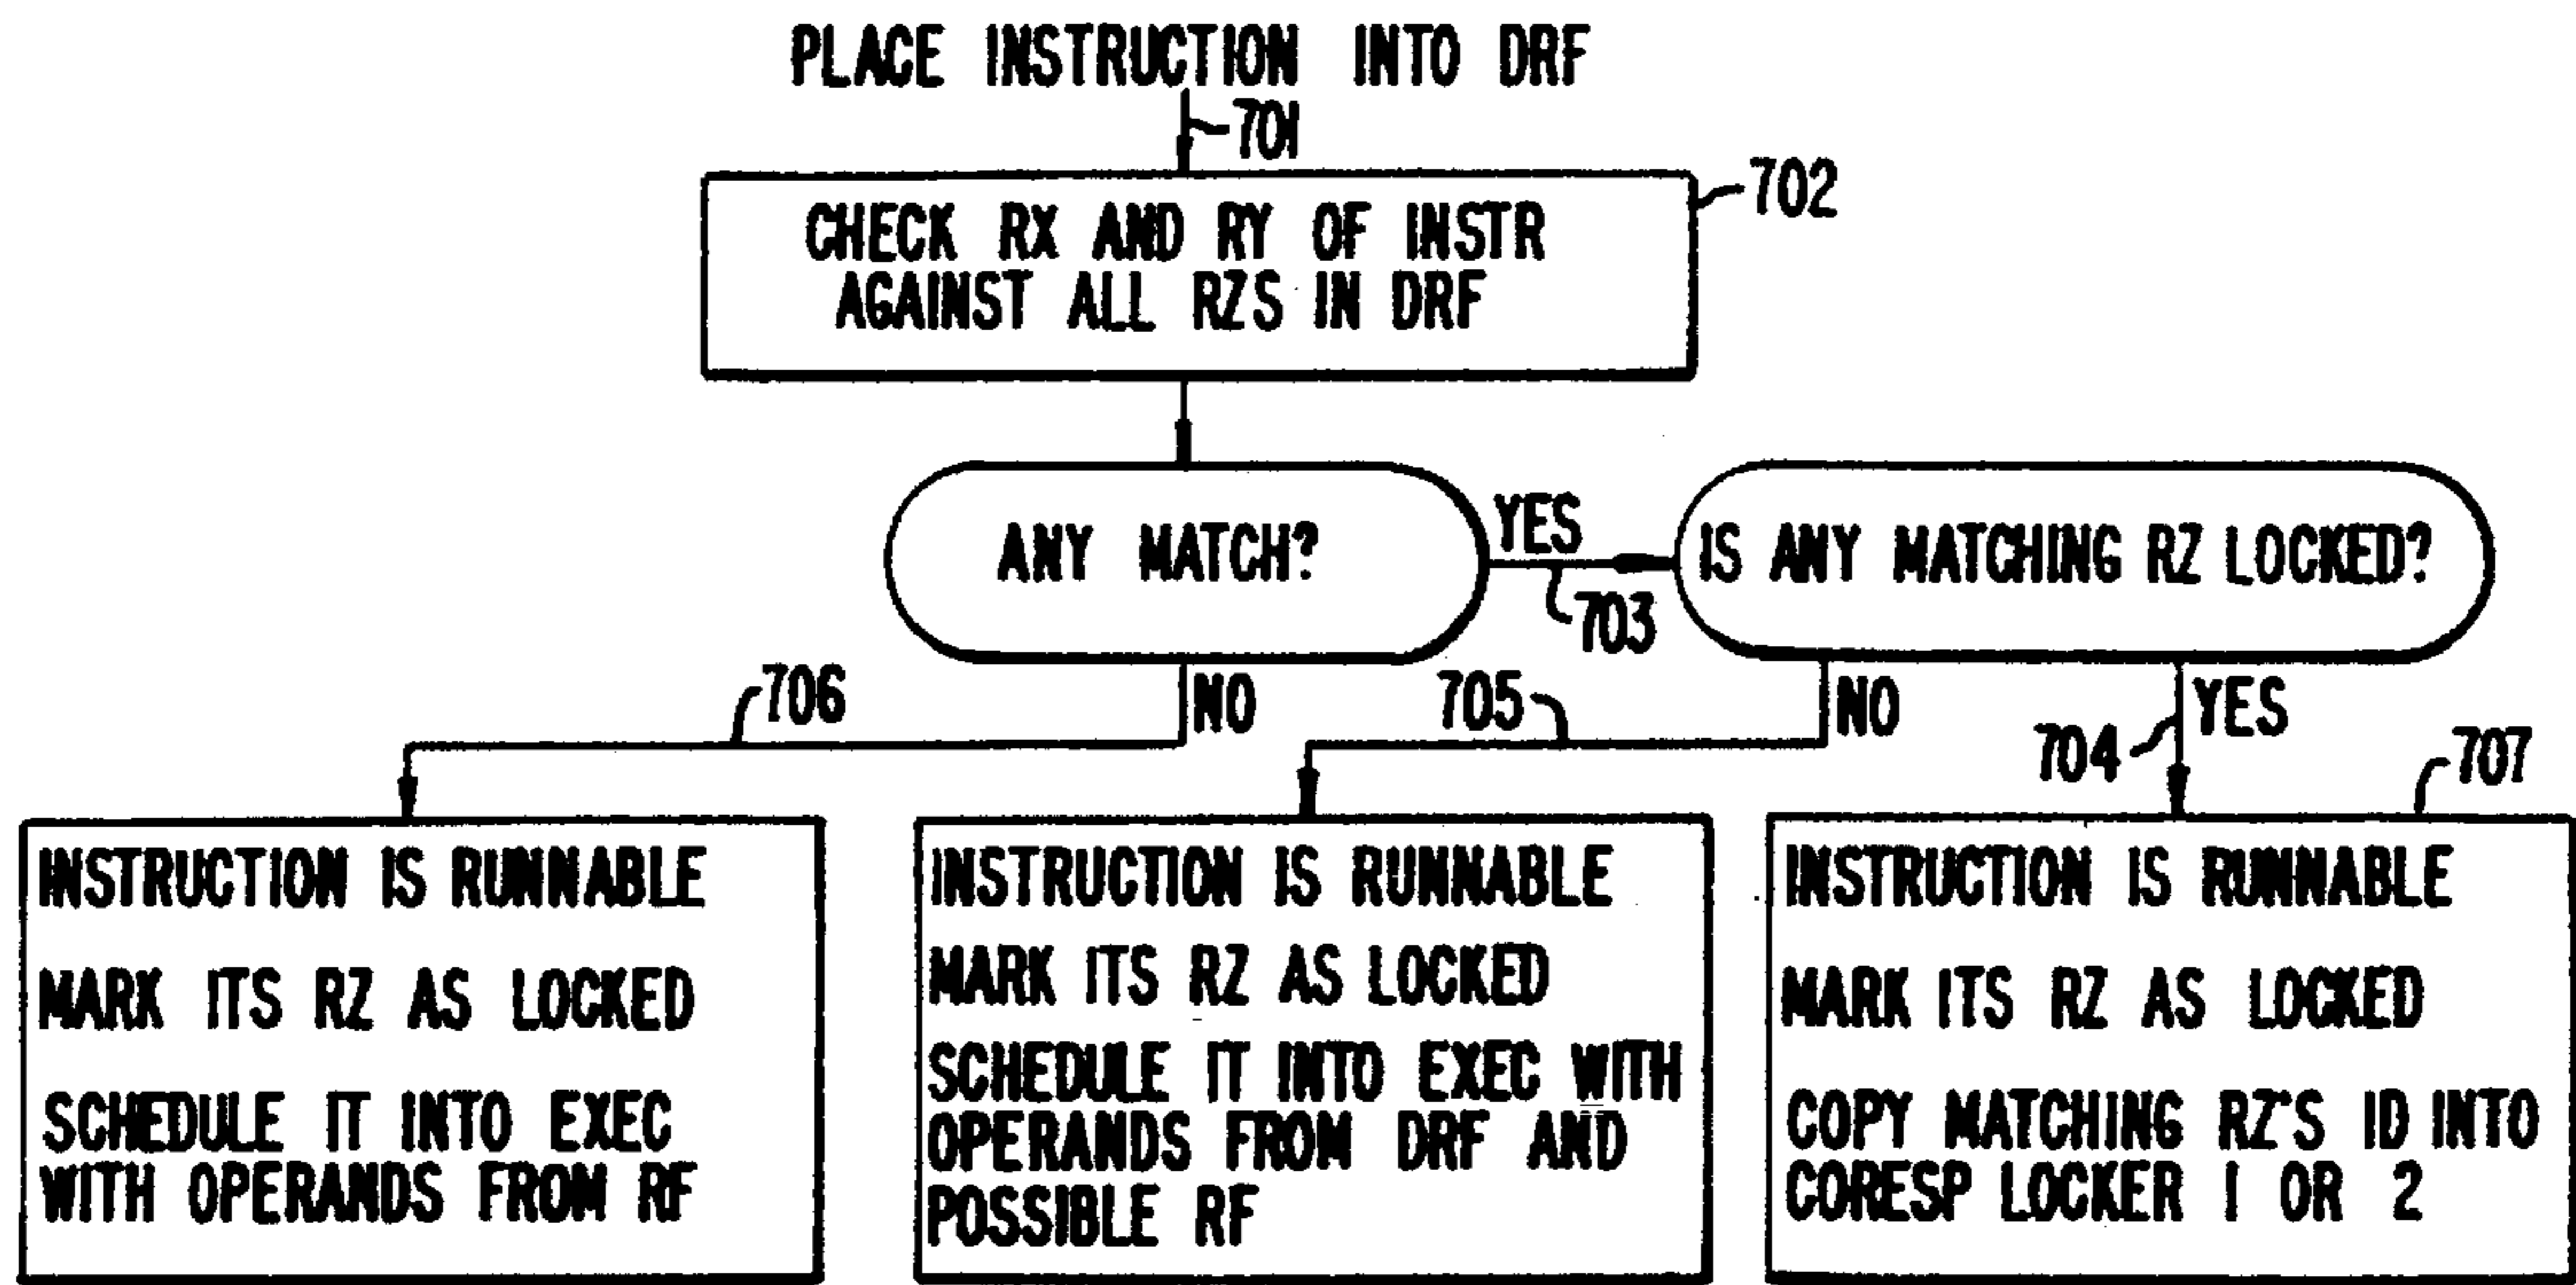 PLACE INSTRUCTION INTO DRF
701
702
CHECK RX AND RY OF INSTR
AGAINST ALL RZS IN DRF
ANY MATCH?
YES
703
IS ANY MATCHING RZ LOCKED?
706
NO
705
NO
704
YES
707
INSTRUCTION IS RUNNABLE
MARK ITS RZ AS LOCKED
SCHEDULE IT INTO EXEC
WITH OPERANDS FROM RF
INSTRUCTION IS RUNNABLE
MARK ITS RZ AS LOCKED
SCHEDULE IT INTO EXEC WITH
OPERANDS FROM DRF AND
POSSIBLE RF
INSTRUCTION IS RUNNABLE
MARK ITS RZ AS LOCKED
COPY MATCHING RZ'S ID INTO
CORESP LOCKER 1 OR 2